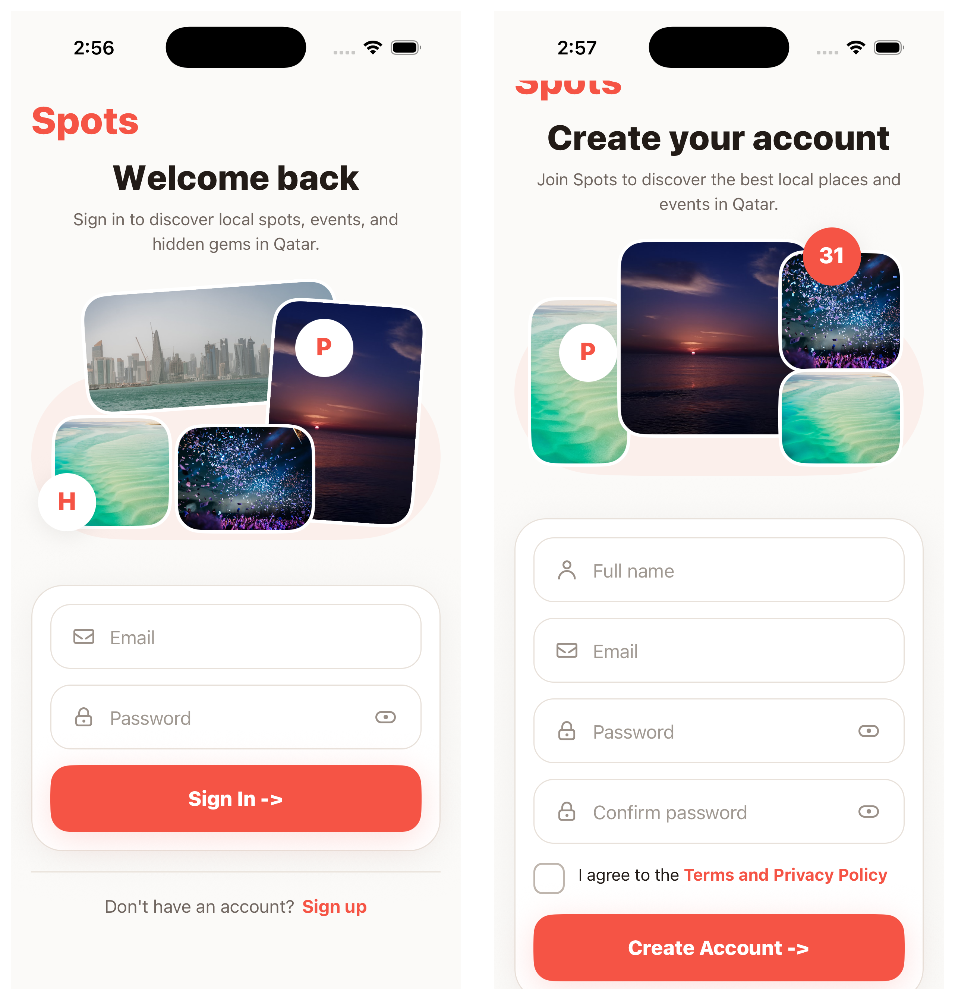 2:56
Spots
Welcome back
Sign in to discover local spots, events, and
hidden gems in Qatar.
P
H
Email
Password
Sign In ->
Don't have an account? Sign up
2:57
Spots
Create your account
Join Spots to discover the best local places and
events in Qatar.
31
P
Full name
Email
Password
Confirm password
I agree to the Terms and Privacy Policy
Create Account ->